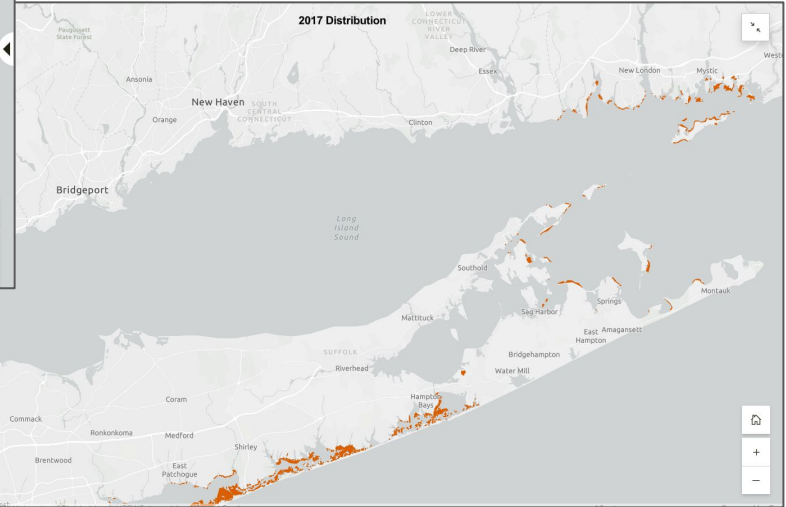 2017 Distribution
LOWER
CONNECTICUT
RIVER
VALLEY
Paugussett
State Forest
Deep River
Essex
New London
Mystic
Ansonia
New Haven
SOUTH
CENTRAL
CONNECTICUT
Orange
Clinton
Bridgeport
Long
Island
Sound
Southold
Montauk
Springs
Sag Harbor
Mattituck
East
Hampton
Amagansett
Bridgehampton
SUFFOLK
Riverhead
Water Mill
Hampton
Bays
Coram
Commack
Ronkonkoma
Medford
Shirley
Brentwood
East
Patchogue
+
−